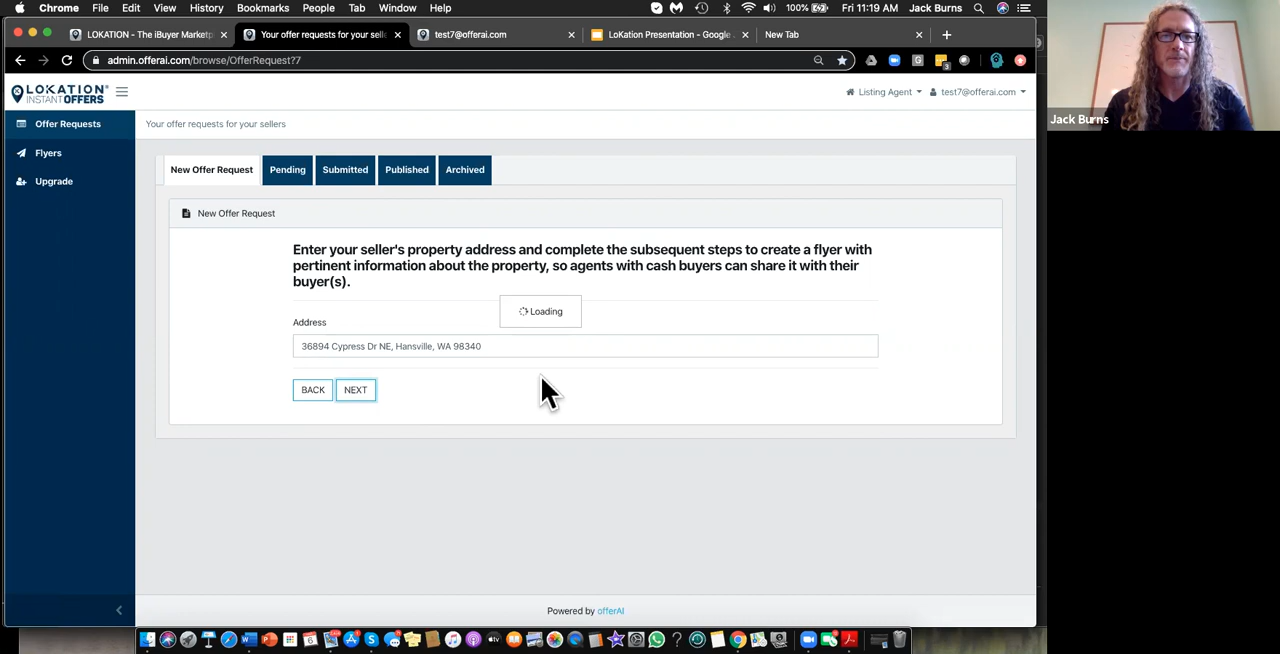 Chrome File Edit View History Bookmarks People Tab Window Help 100% Fri 11:19 AM Jack Burns
LOKATION - The iBuyer Marketp Your offer requests for your selle test7@offerai.com LoKation Presentation - Google New Tab
admin.offerai.com/browse/OfferRequest?7
LOKATION
INSTANT OFFERS
Listing Agent test7@offerai.com
Jack Burns
Offer Requests
Your offer requests for your sellers
Flyers
Upgrade
New Offer Request Pending Submitted Published Archived
New Offer Request
Enter your seller's property address and complete the subsequent steps to create a flyer with
pertinent information about the property, so agents with cash buyers can share it with their
buyer(s).
Loading
Address
36894 Cypress Dr NE, Hansville, WA 98340
BACK NEXT
Powered by offerAI